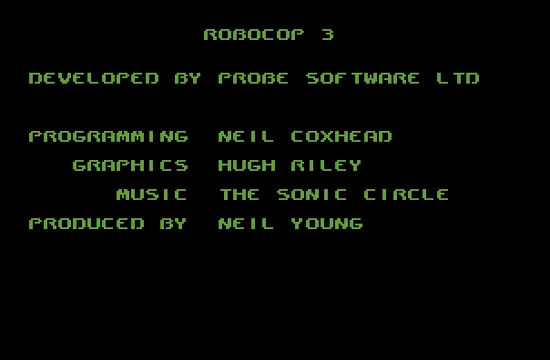 ROBOCOP 3
DEVELOPED BY PROBE SOFTWARE LTD
PROGRAMMING NEIL COXHEAD
GRAPHICS HUGH RILEY
MUSIC THE SONIC CIRCLE
PRODUCED BY NEIL YOUNG